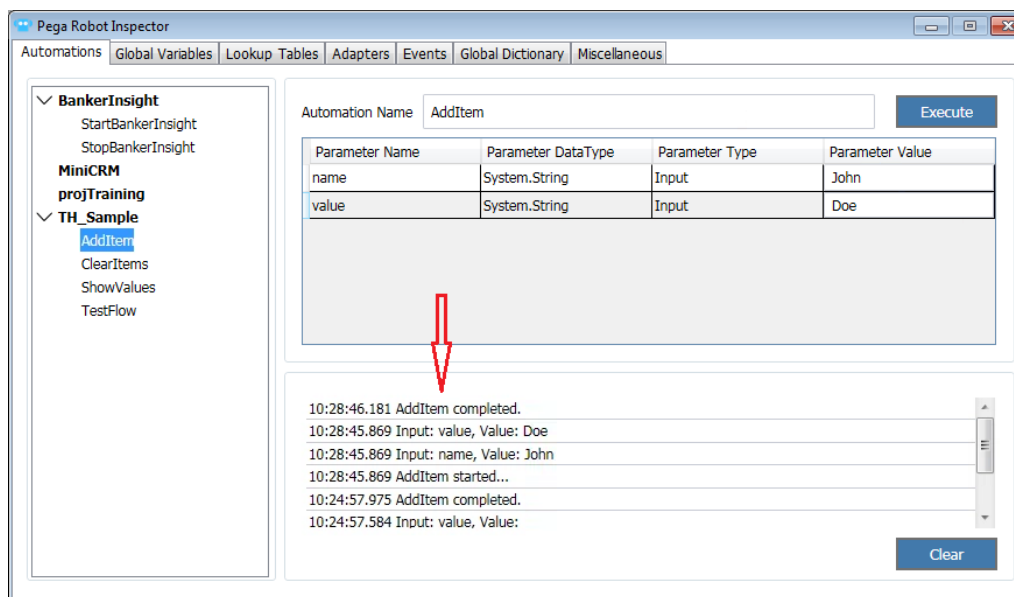 Pega Robot Inspector
Automations Global Variables Lookup Tables Adapters Events Global Dictionary Miscellaneous
BankerInsight
StartBankerInsight
StopBankerInsight
MiniCRM
projTraining
TH_Sample
AddItem
ClearItems
ShowValues
TestFlow
Automation Name AddItem Execute
Parameter Name Parameter DataType Parameter Type Parameter Value
name System.String Input John
value System.String Input Doe
10:28:46.181 AddItem completed.
10:28:45.869 Input: value, Value: Doe
10:28:45.869 Input: name, Value: John
10:28:45.869 AddItem started...
10:24:57.975 AddItem completed.
10:24:57.584 Input: value, Value:
Clear